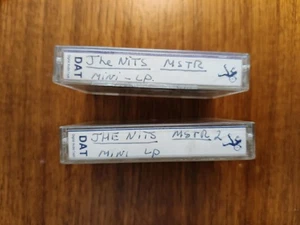 DAT
The NiTS MSTR
MiNi - LP.
DAT
THE NiTS MSTR 2
MiNi LP